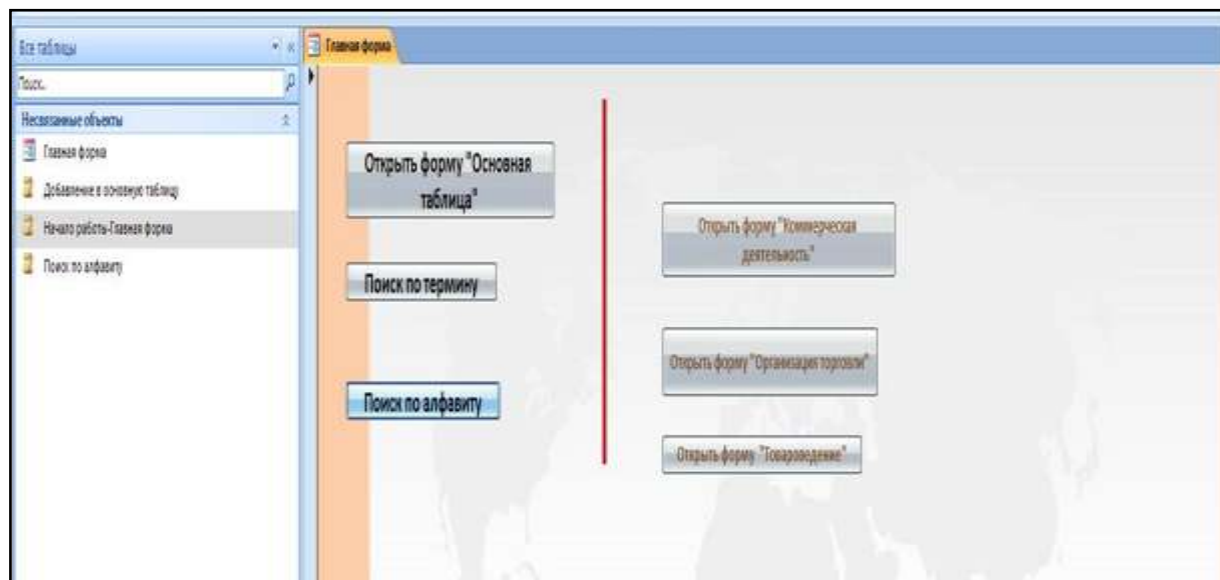 Все таблицы
Поиск...
Несвязанные объекты
Главная форма
Добавление в основную таблицу
Начало работы-Главная форма
Поиск по алфавиту
Главная форма
Открыть форму "Основная
таблица"
Поиск по термину
Поиск по алфавиту
Открыть форму "Коммерческая
деятельность"
Открыть форму "Организация торговли"
Открыть форму "Товароведение"